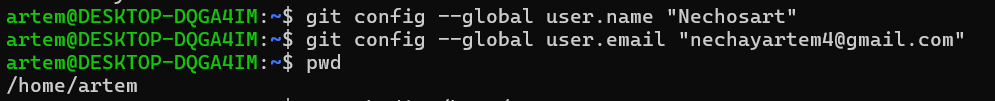 artem@DESKTOP-DQGA4IM:~$ git config --global user.name "Nechosart"
artem@DESKTOP-DQGA4IM:~$ git config --global user.email "nechayartem4@gmail.com"
artem@DESKTOP-DQGA4IM:~$ pwd
/home/artem